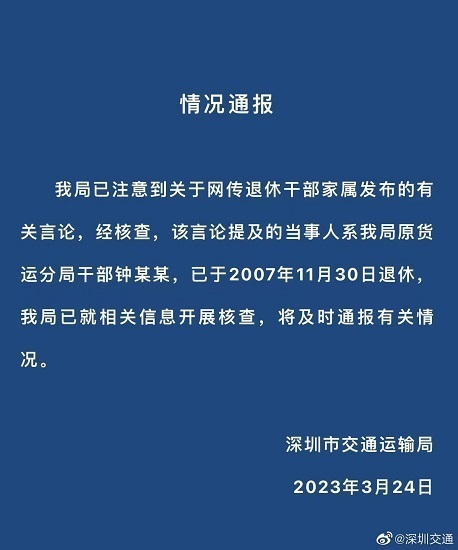 情况通报
我局已注意到关于网传退休干部家属发布的有
关言论，经核查，该言论提及的当事人系我局原货
运分局干部钟某某，已于2007年11月30日退休，
我局已就相关信息开展核查，将及时通报有关情
况。
深圳市交通运输局
2023年3月24日
@深圳交通